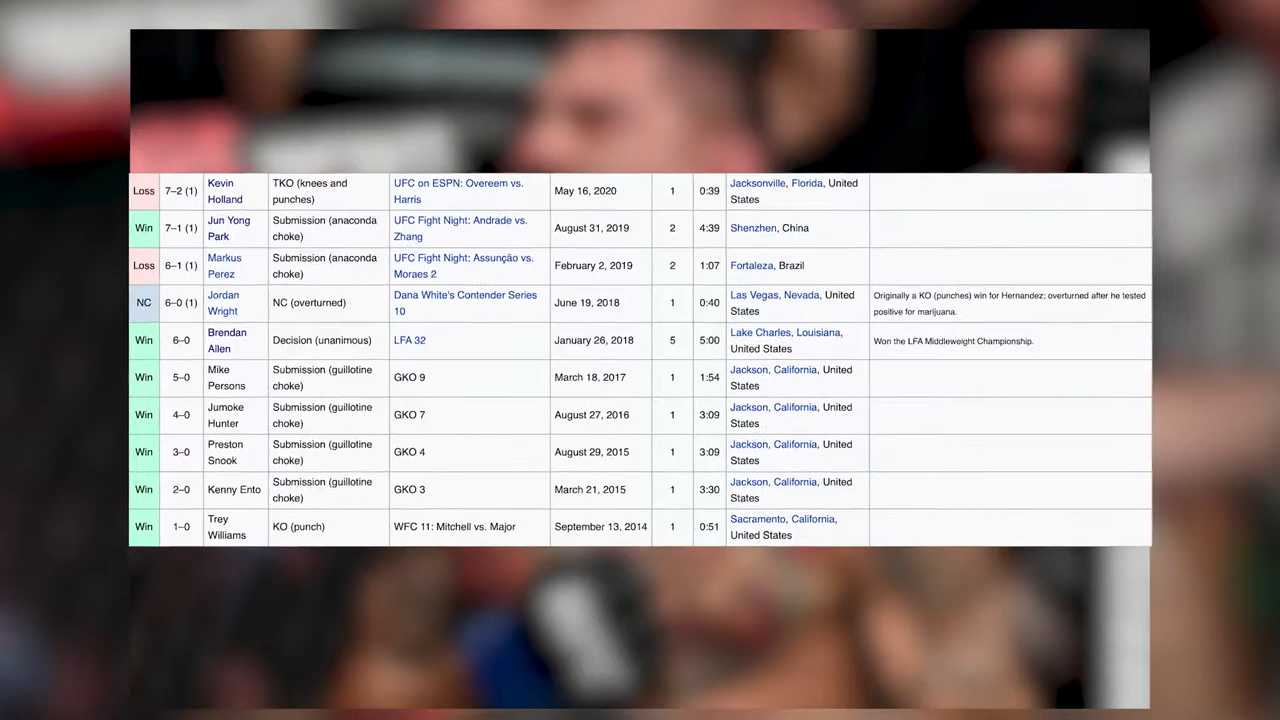 Loss 7–2 (1) Kevin Holland TKO (knees and punches) UFC on ESPN: Overeem vs. Harris May 16, 2020 1 0:39 Jacksonville, Florida, United States
Win 7–1 (1) Jun Yong Park Submission (anaconda choke) UFC Fight Night: Andrade vs. Zhang August 31, 2019 2 4:39 Shenzhen, China
Loss 6–1 (1) Markus Perez Submission (anaconda choke) UFC Fight Night: Assunção vs. Moraes 2 February 2, 2019 2 1:07 Fortaleza, Brazil
NC 6–0 (1) Jordan Wright NC (overturned) Dana White's Contender Series 10 June 19, 2018 1 0:40 Las Vegas, Nevada, United States Originally a KO (punches) win for Hernandez; overturned after he tested positive for marijuana.
Win 6–0 Brendan Allen Decision (unanimous) LFA 32 January 26, 2018 5 5:00 Lake Charles, Louisiana, United States Won the LFA Middleweight Championship.
Win 5–0 Mike Persons Submission (guillotine choke) GKO 9 March 18, 2017 1 1:54 Jackson, California, United States
Win 4–0 Jumoke Hunter Submission (guillotine choke) GKO 7 August 27, 2016 1 3:09 Jackson, California, United States
Win 3–0 Preston Snook Submission (guillotine choke) GKO 4 August 29, 2015 1 3:09 Jackson, California, United States
Win 2–0 Kenny Ento Submission (guillotine choke) GKO 3 March 21, 2015 1 3:30 Jackson, California, United States
Win 1–0 Trey Williams KO (punch) WFC 11: Mitchell vs. Major September 13, 2014 1 0:51 Sacramento, California, United States